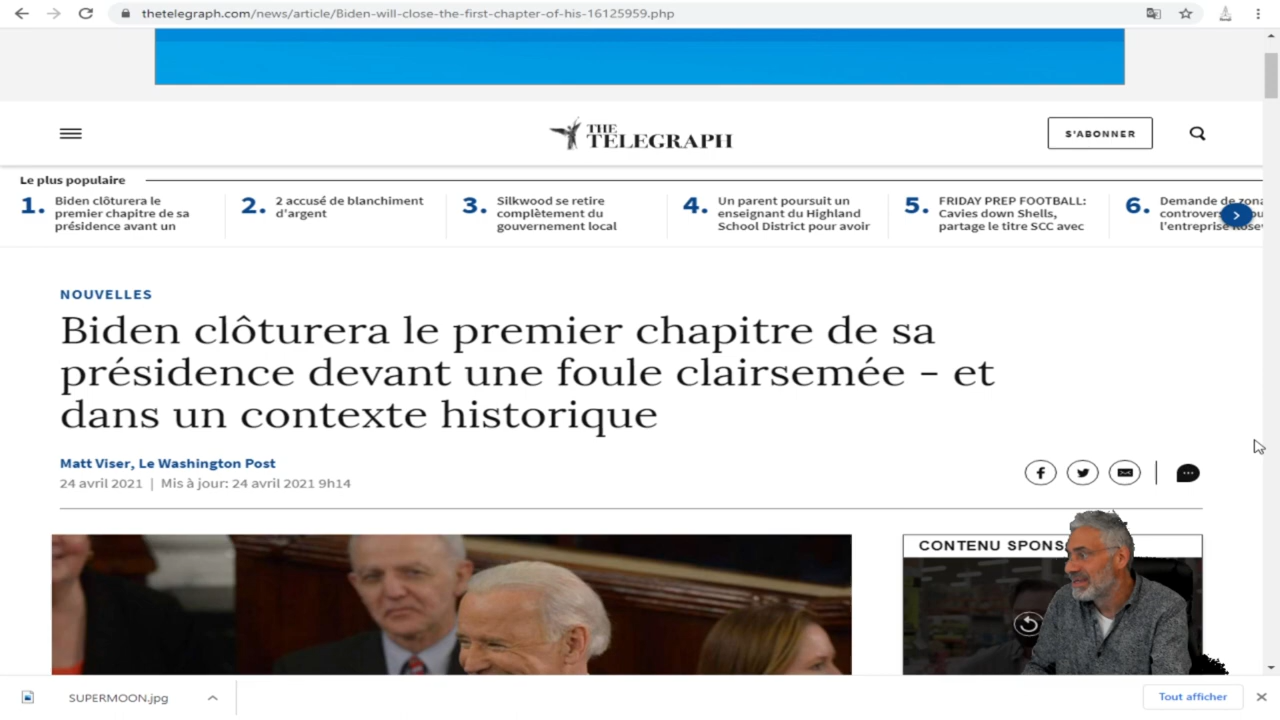 thetelegraph.com/news/article/Biden-will-close-the-first-chapter-of-his-16125959.php
THE
TELEGRAPH
S'ABONNER
Le plus populaire
1. Biden clôturera le
premier chapitre de sa
présidence avant un
2. 2 accusé de blanchiment
d'argent
3. Silkwood se retire
complètement du
gouvernement local
4. Un parent poursuit un
enseignant du Highland
School District pour avoir
5. FRIDAY PREP FOOTBALL:
Cavies down Shells,
partage le titre SCC avec
6. Demande de
l'entreprise
NOUVELLES
Biden clôturera le premier chapitre de sa
présidence devant une foule clairsemée - et
dans un contexte historique
Matt Viser, Le Washington Post
24 avril 2021 | Mis à jour: 24 avril 2021 9h14
CONTENU
SUPERMOON.jpg
Tout afficher